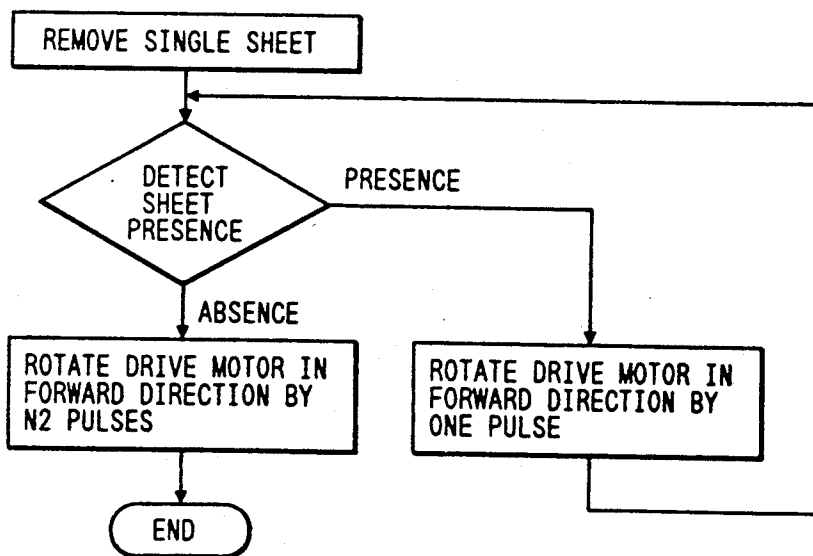 REMOVE SINGLE SHEET
DETECT
SHEET
PRESENCE
PRESENCE
ABSENCE
ROTATE DRIVE MOTOR IN
FORWARD DIRECTION BY
N2 PULSES
ROTATE DRIVE MOTOR IN
FORWARD DIRECTION BY
ONE PULSE
END